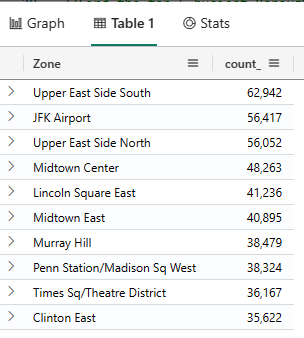 Graph Table 1 Stats
Zone count_
Upper East Side South 62,942
JFK Airport 56,417
Upper East Side North 56,052
Midtown Center 48,263
Lincoln Square East 41,236
Midtown East 40,895
Murray Hill 38,479
Penn Station/Madison Sq West 38,324
Times Sq/Theatre District 36,167
Clinton East 35,622